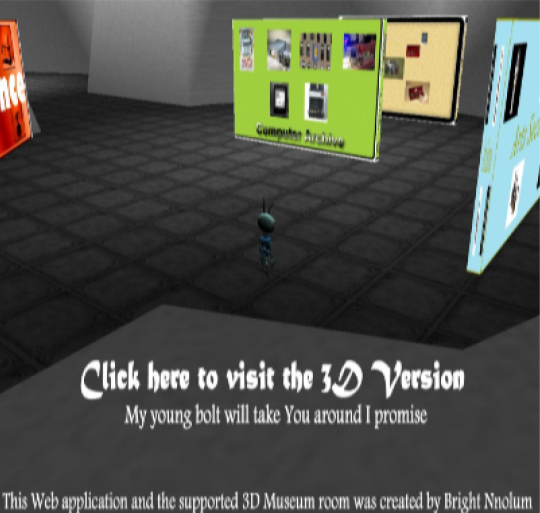 nce
Computer Archive
Click here to visit the 3D Version
My young bolt will take You around I promise
This Web application and the supported 3D Museum room was created by Bright Nnolum